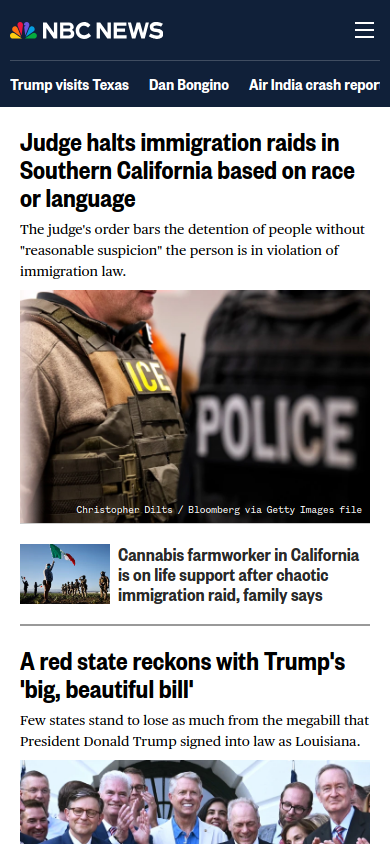 NBC NEWS
Trump visits Texas Dan Bongino Air India crash repor
Judge halts immigration raids in
Southern California based on race
or language
The judge's order bars the detention of people without
"reasonable suspicion" the person is in violation of
immigration law.
ICE
POLICE
Christopher Dilts / Bloomberg via Getty Images file
Cannabis farmworker in California
is on life support after chaotic
immigration raid, family says
A red state reckons with Trump's
'big, beautiful bill'
Few states stand to lose as much from the megabill that
President Donald Trump signed into law as Louisiana.